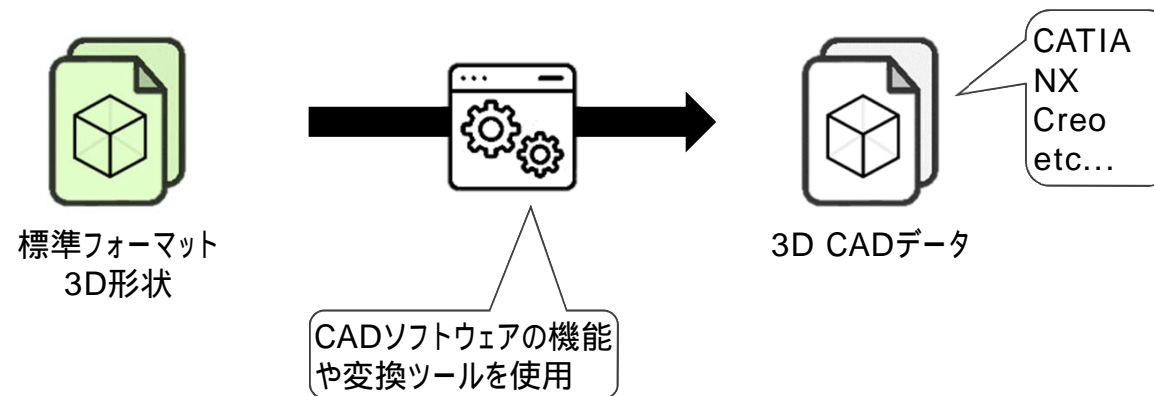 標準フォーマット
3D形状
CADソフトウェアの機能
や変換ツールを使用
3D CADデータ
CATIA
NX
Creo
etc...